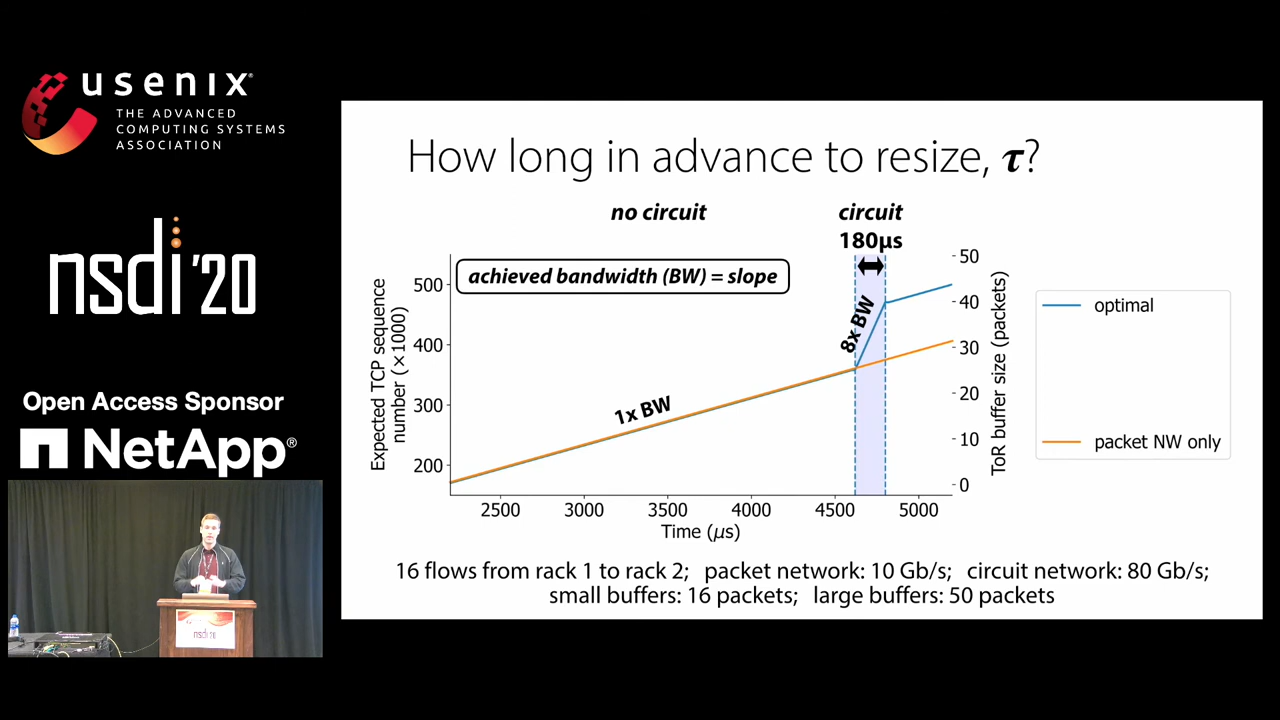 usenix®
THE ADVANCED
COMPUTING SYSTEMS
ASSOCIATION
nsdi '20
Open Access Sponsor
NetApp®
nsdi '20
How long in advance to resize, τ?
no circuit
circuit
180μs
achieved bandwidth (BW) = slope
8x BW
1x BW
Expected TCP sequence
number (×1000)
500
400
300
200
50
40
30
20
10
0
ToR buffer size (packets)
2500 3000 3500 4000 4500 5000
Time (μs)
optimal
packet NW only
16 flows from rack 1 to rack 2; packet network: 10 Gb/s; circuit network: 80 Gb/s;
small buffers: 16 packets; large buffers: 50 packets